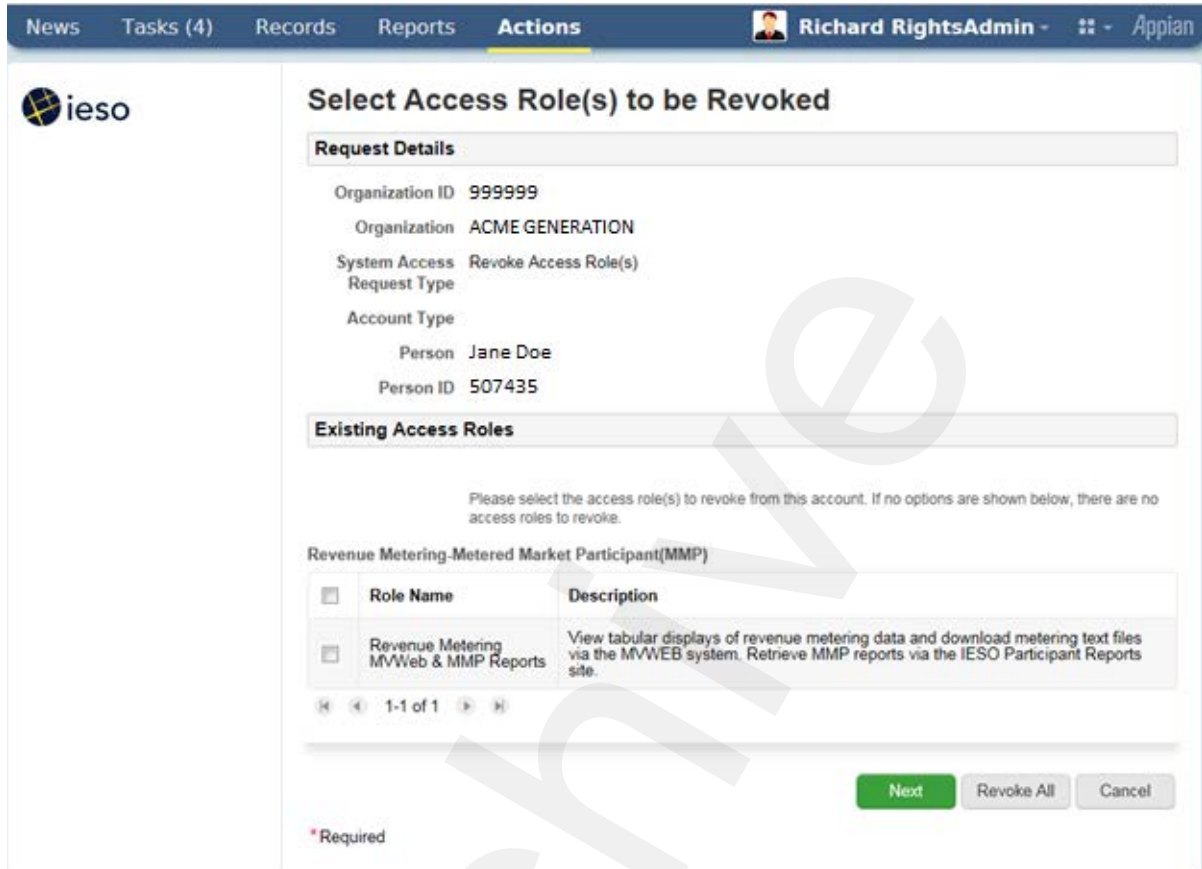 News Tasks (4) Records Reports Actions Richard RightsAdmin Appian
ieso
Select Access Role(s) to be Revoked
Request Details
Organization ID 999999
Organization ACME GENERATION
System Access Revoke Access Role(s)
Request Type
Account Type
Person Jane Doe
Person ID 507435
Existing Access Roles
Please select the access role(s) to revoke from this account. If no options are shown below, there are no
access roles to revoke.
Revenue Metering-Metered Market Participant(MMP)
Role Name Description
Revenue Metering
MVWeb & MMP Reports
View tabular displays of revenue metering data and download metering text files
via the MVWEB system. Retrieve MMP reports via the IESO Participant Reports
site.
1-1 of 1
Next Revoke All Cancel
*Required